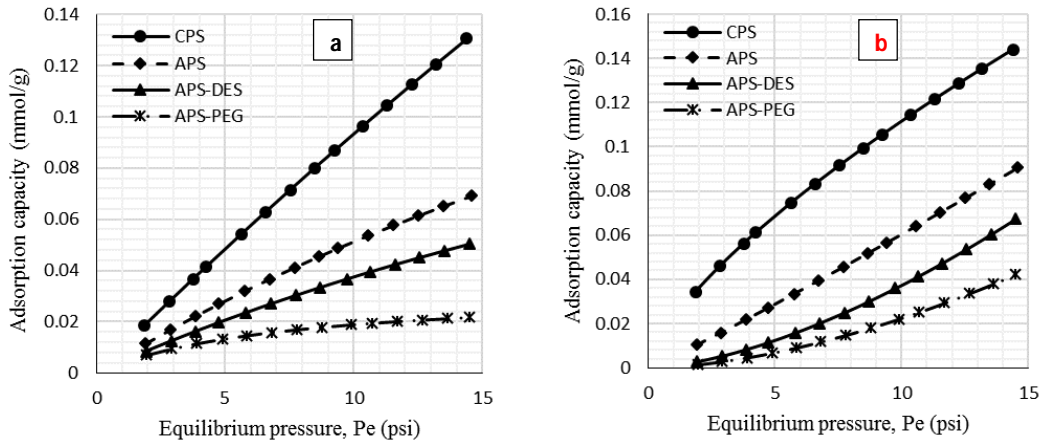 a
CPS
APS
APS-DES
APS-PEG
Adsorption capacity (mmol/g)
0.14
0.12
0.1
0.08
0.06
0.04
0.02
0
0 5 10 15
Equilibrium pressure, Pe (psi)
b
CPS
APS
APS-DES
APS-PEG
Adsorption capacity (mmol/g)
0.16
0.14
0.12
0.1
0.08
0.06
0.04
0.02
0
0 5 10 15
Equilibrium pressure, Pe (psi)